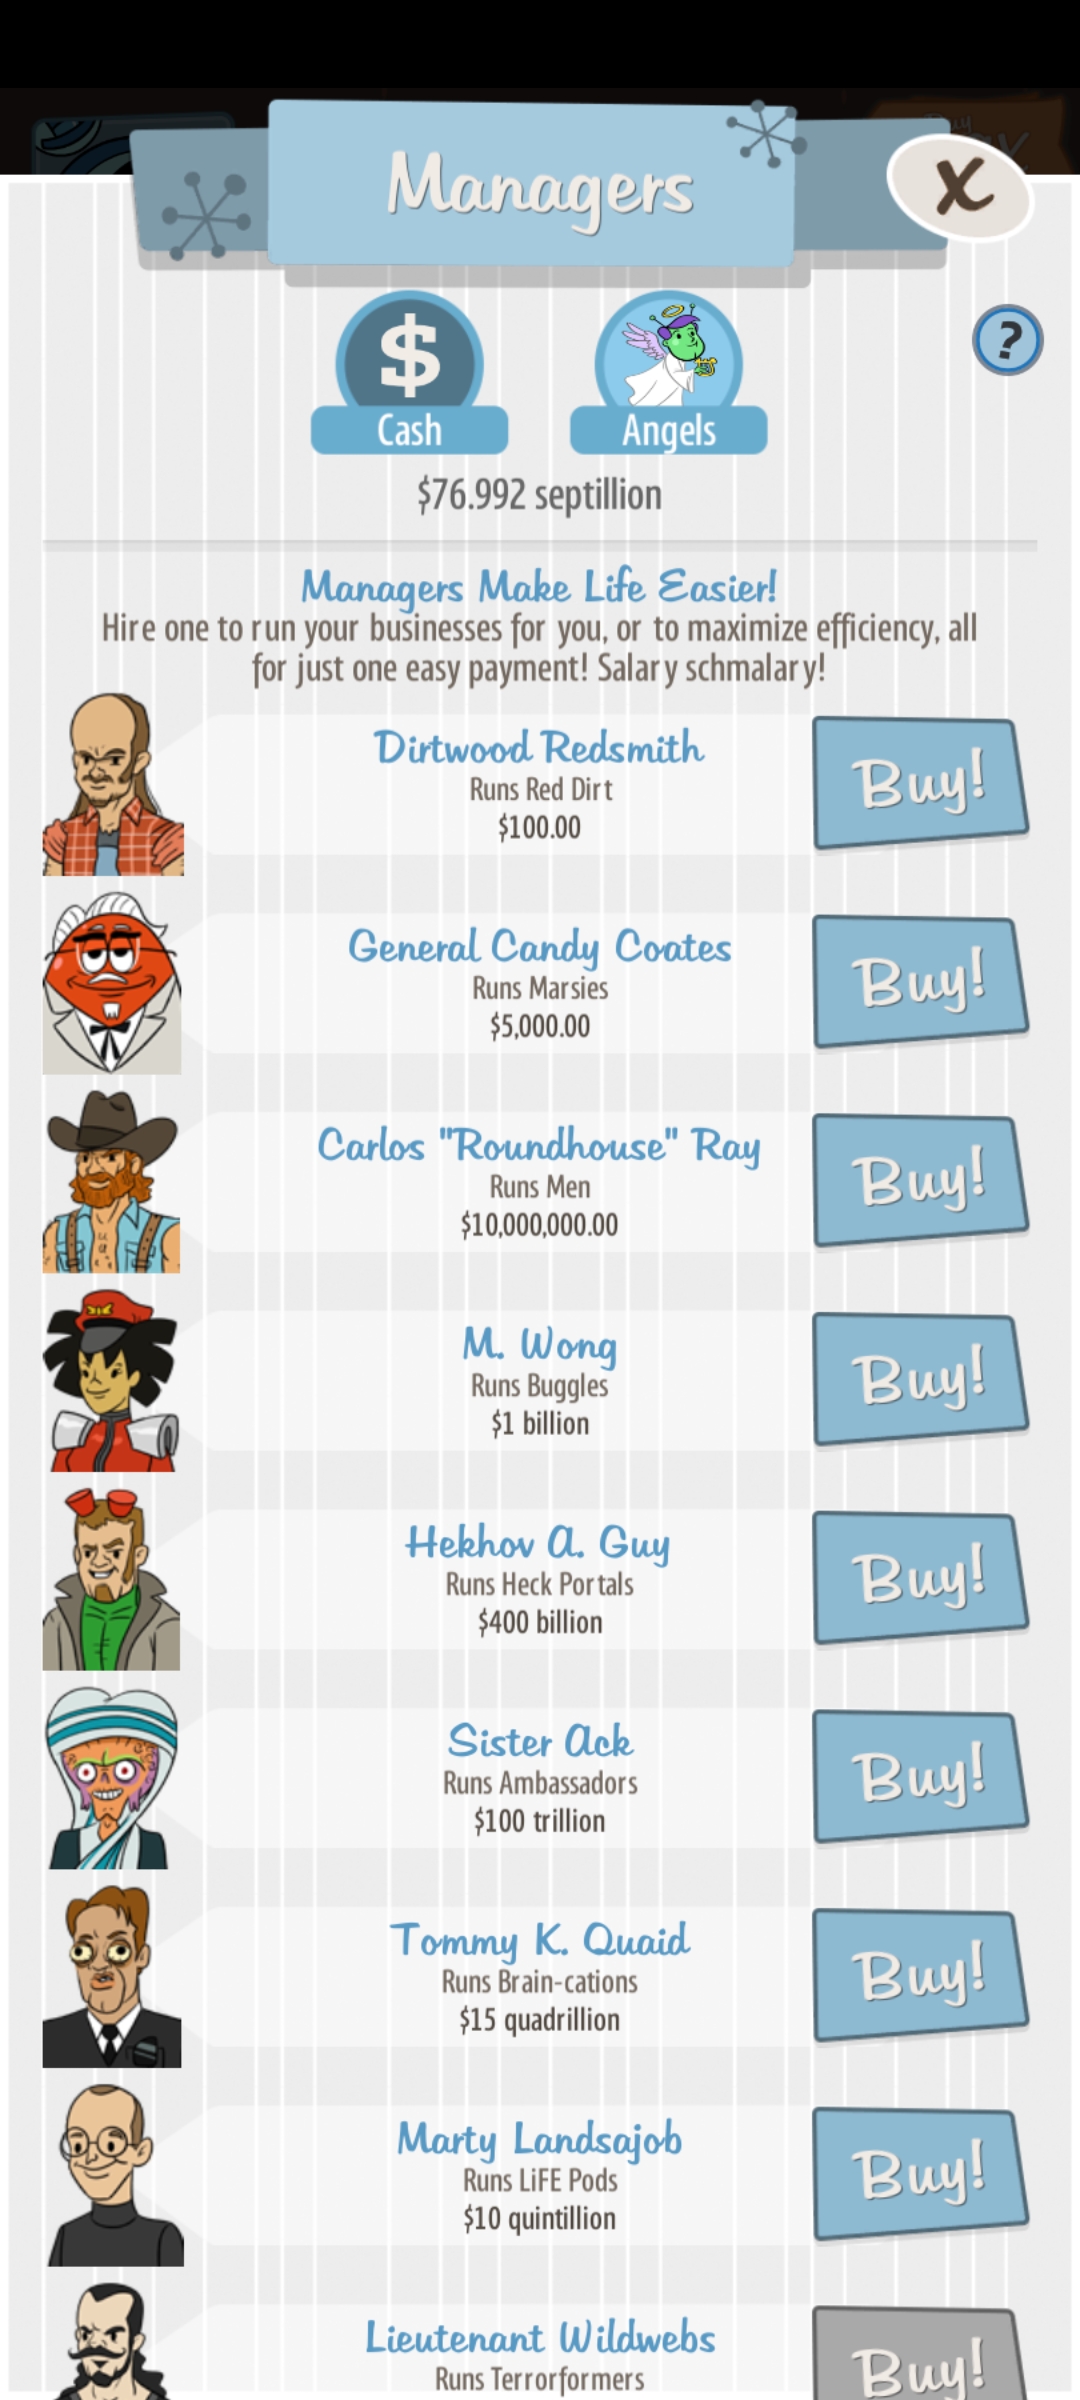 Managers
X
$
?
Cash
Angels
$76.992 septillion
Managers Make Life Easier!
Hire one to run your businesses for you, or to maximize efficiency, all
for just one easy payment! Salary schmalary!
Dirtwood Redsmith
Runs Red Dirt
$100.00
Buy!
General Candy Coates
Runs Marsies
$5,000.00
Buy!
Carlos "Roundhouse" Ray
Runs Men
$10,000,000.00
Buy!
M. Wong
Runs Buggles
$1 billion
Buy!
Hekhov A. Guy
Runs Heck Portals
$400 billion
Buy!
Sister Ack
Runs Ambassadors
$100 trillion
Buy!
Tommy K. Quaid
Runs Brain-cations
$15 quadrillion
Buy!
Marty Landsajob
Runs LiFE Pods
$10 quintillion
Buy!
Lieutenant Wildwebs
Runs Terrorformers
Buy!